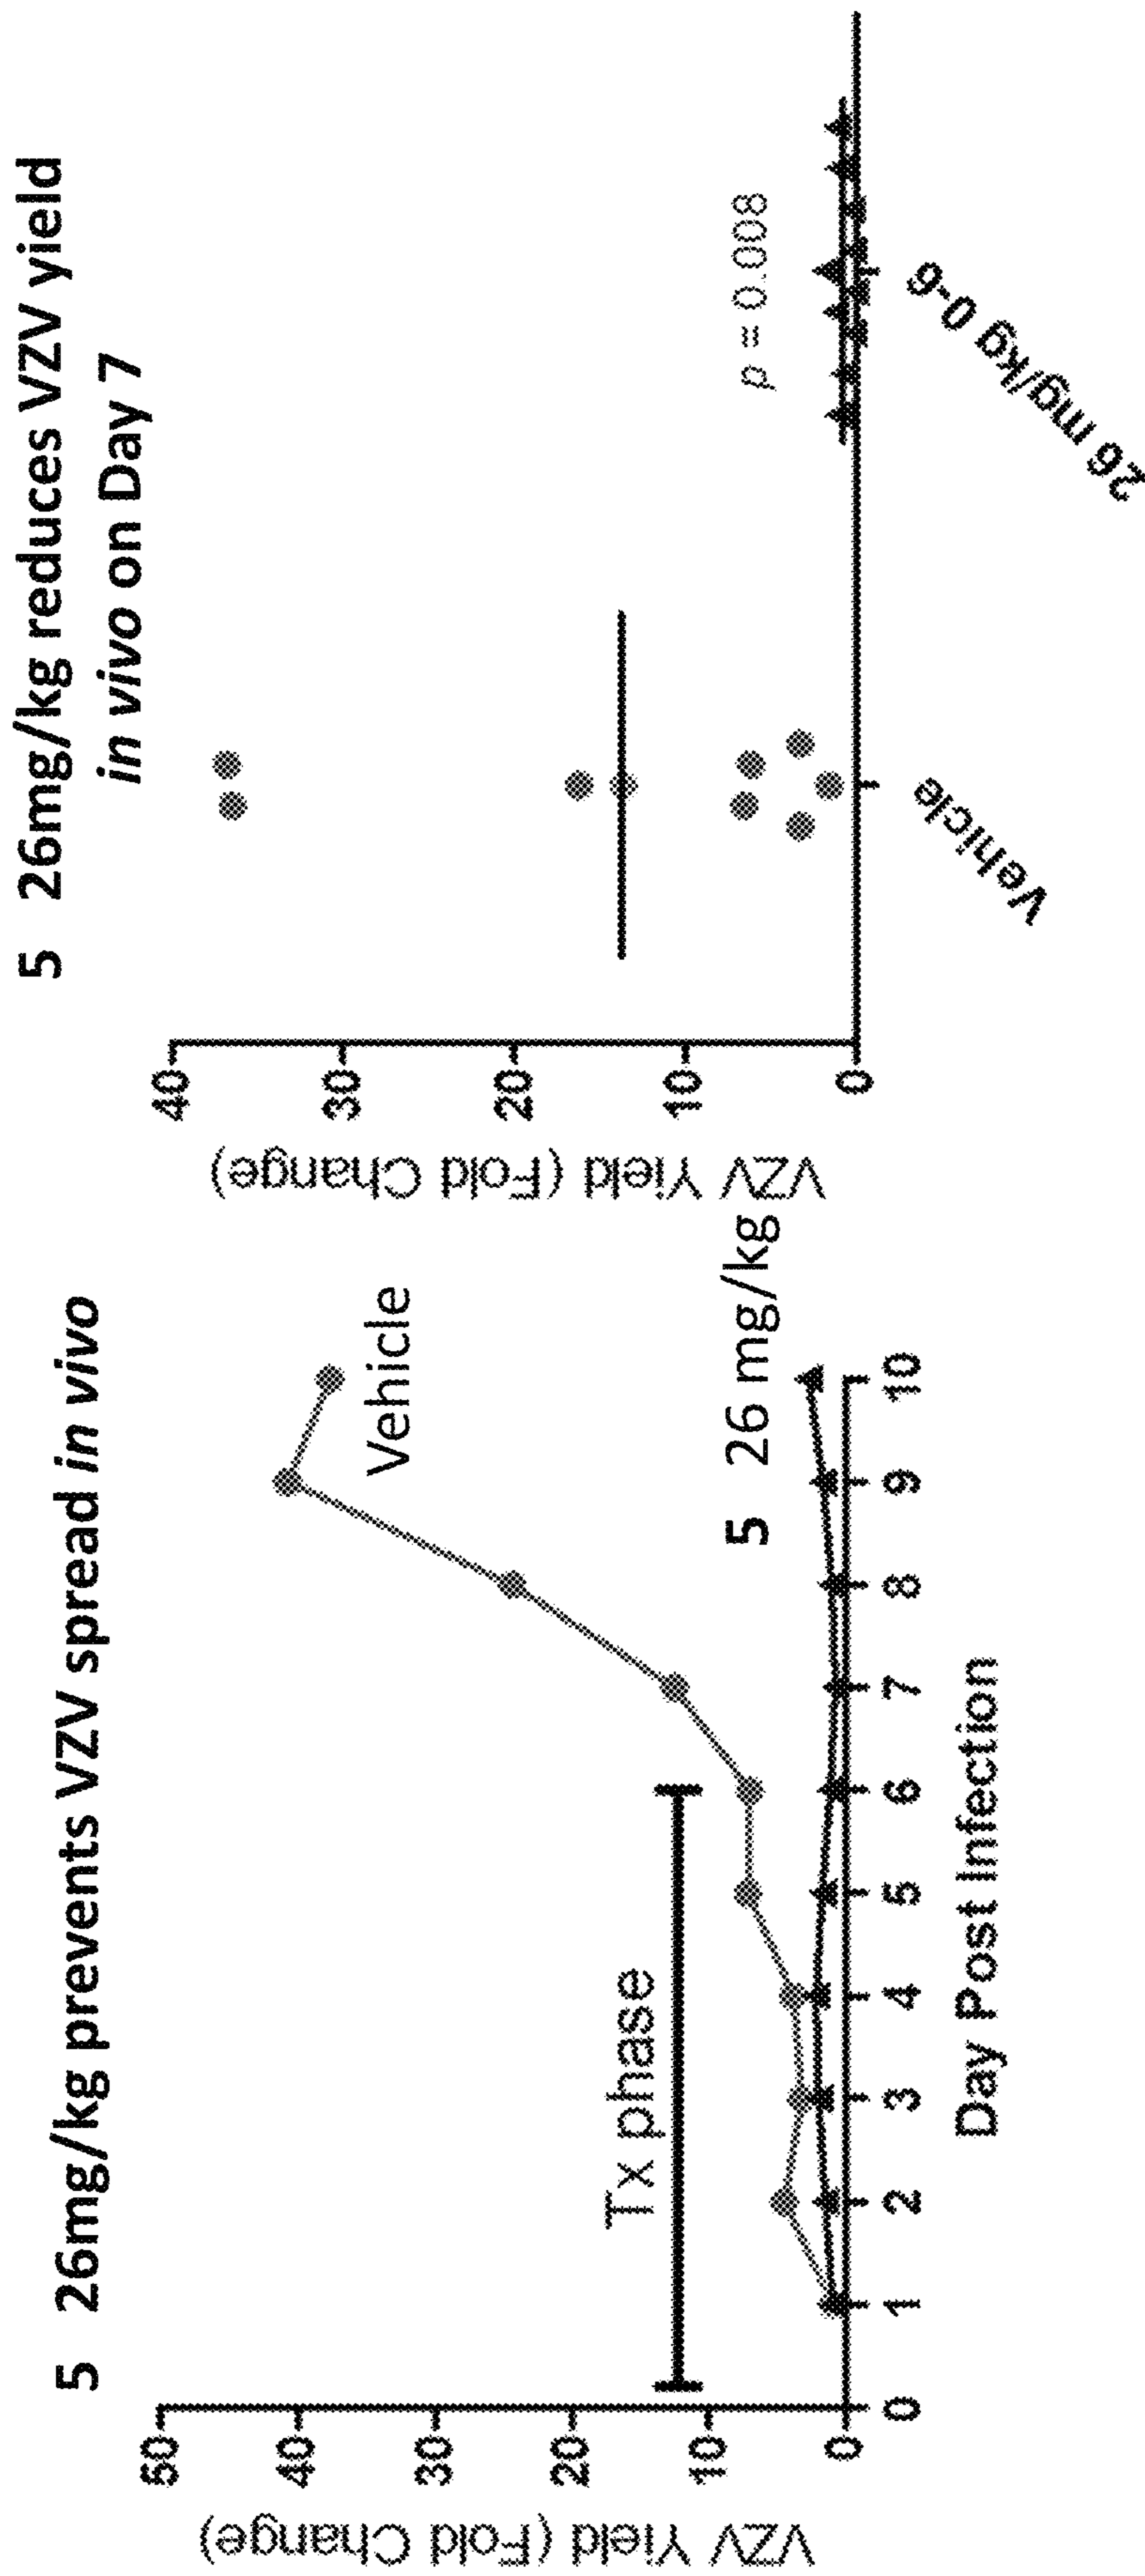 5 26mg/kg prevents VZV spread in vivo
VZV Yield (Fold Change)
50
40
30
20
10
0
Tx phase
Vehicle
5 26 mg/kg
0 1 2 3 4 5 6 7 8 9 10
Day Post Infection
5 26mg/kg reduces VZV yield
in vivo on Day 7
VZV Yield (Fold Change)
40
30
20
10
0
p = 0.008
Vehicle
26 mg/kg 0-6